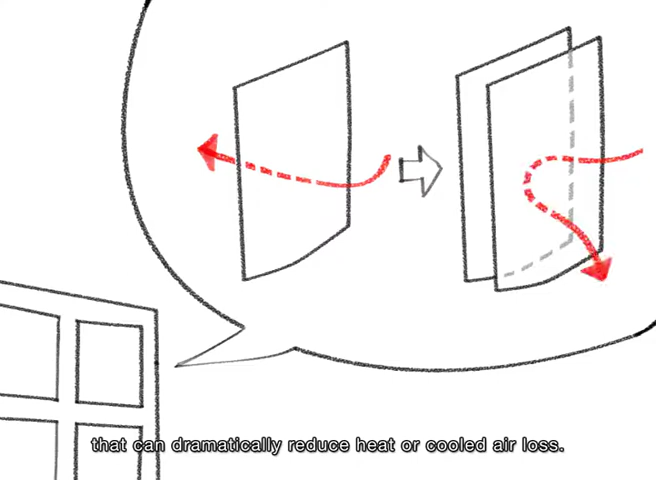 that can dramatically reduce heat or cooled air loss.